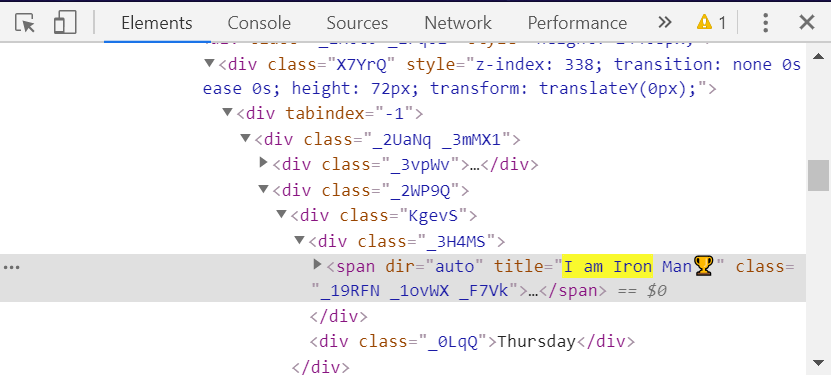 Elements Console Sources Network Performance » 1
<div class="X7YrQ" style="z-index: 338; transition: none 0s
ease 0s; height: 72px; transform: translateY(0px);">
<div tabindex="-1">
<div class="_2UaNq _3mMX1">
<div class="_3vpWv">…</div>
<div class="_2WP9Q">
<div class="KgevS">
<div class="_3H4MS">
<span dir="auto" title="I am Iron Man🏆" class=
"_19RFN _1ovWX _F7Vk">…</span> == $0
</div>
<div class="_0LqQ">Thursday</div>
</div>